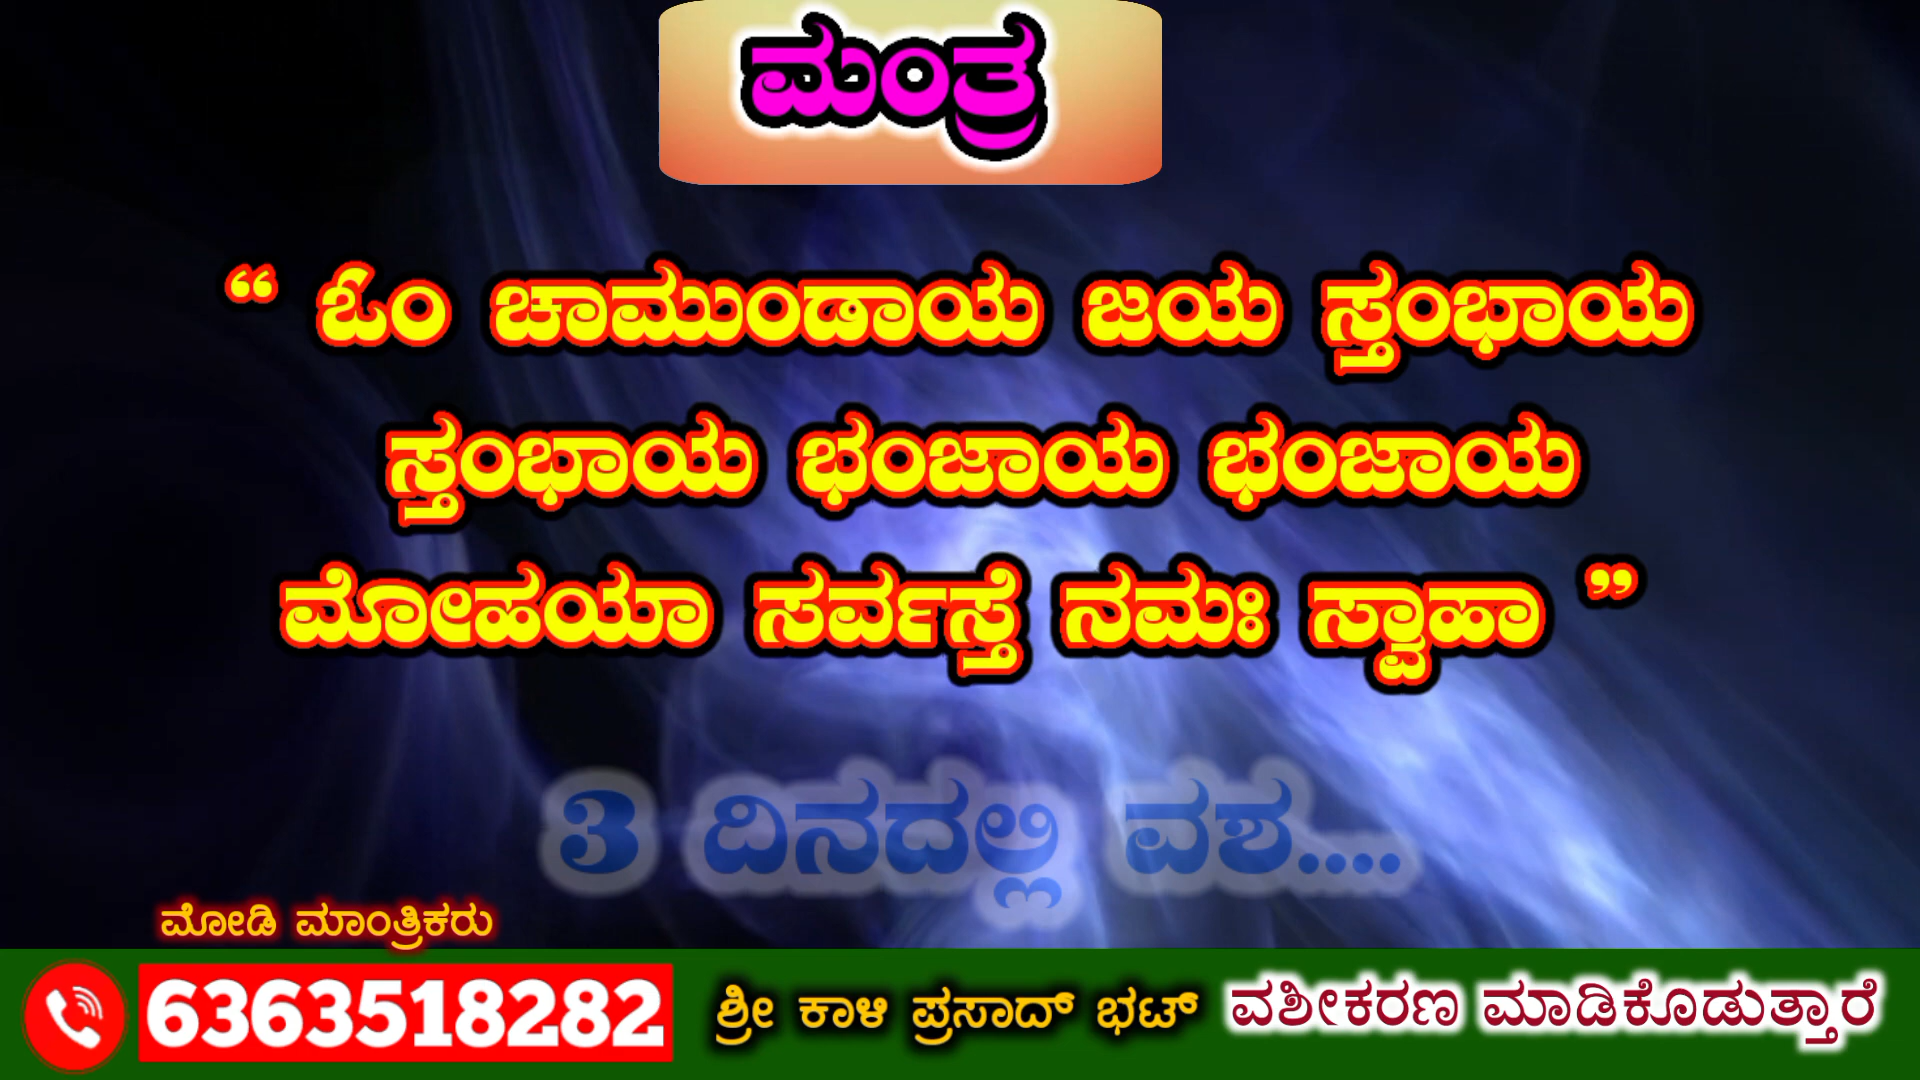 ಮಂತ್ರ
“ ಓಂ ಚಾಮುಂಡಾಯ ಜಯ ಸ್ತಂಭಾಯ
ಸ್ತಂಭಾಯ ಭಂಜಾಯ ಭಂಜಾಯ
ಮೋಹಯಾ ಸರ್ವಸ್ತೆ ನಮಃ ಸ್ವಾಹಾ ”
3 ದಿನದಲ್ಲಿ ವಶ....
ಮೋಡಿ ಮಾಂತ್ರಿಕರು
6363518282 ಶ್ರೀ ಕಾಳಿ ಪ್ರಸಾದ್ ಭಟ್ ವಶೀಕರಣ ಮಾಡಿಕೊಡುತ್ತಾರೆ